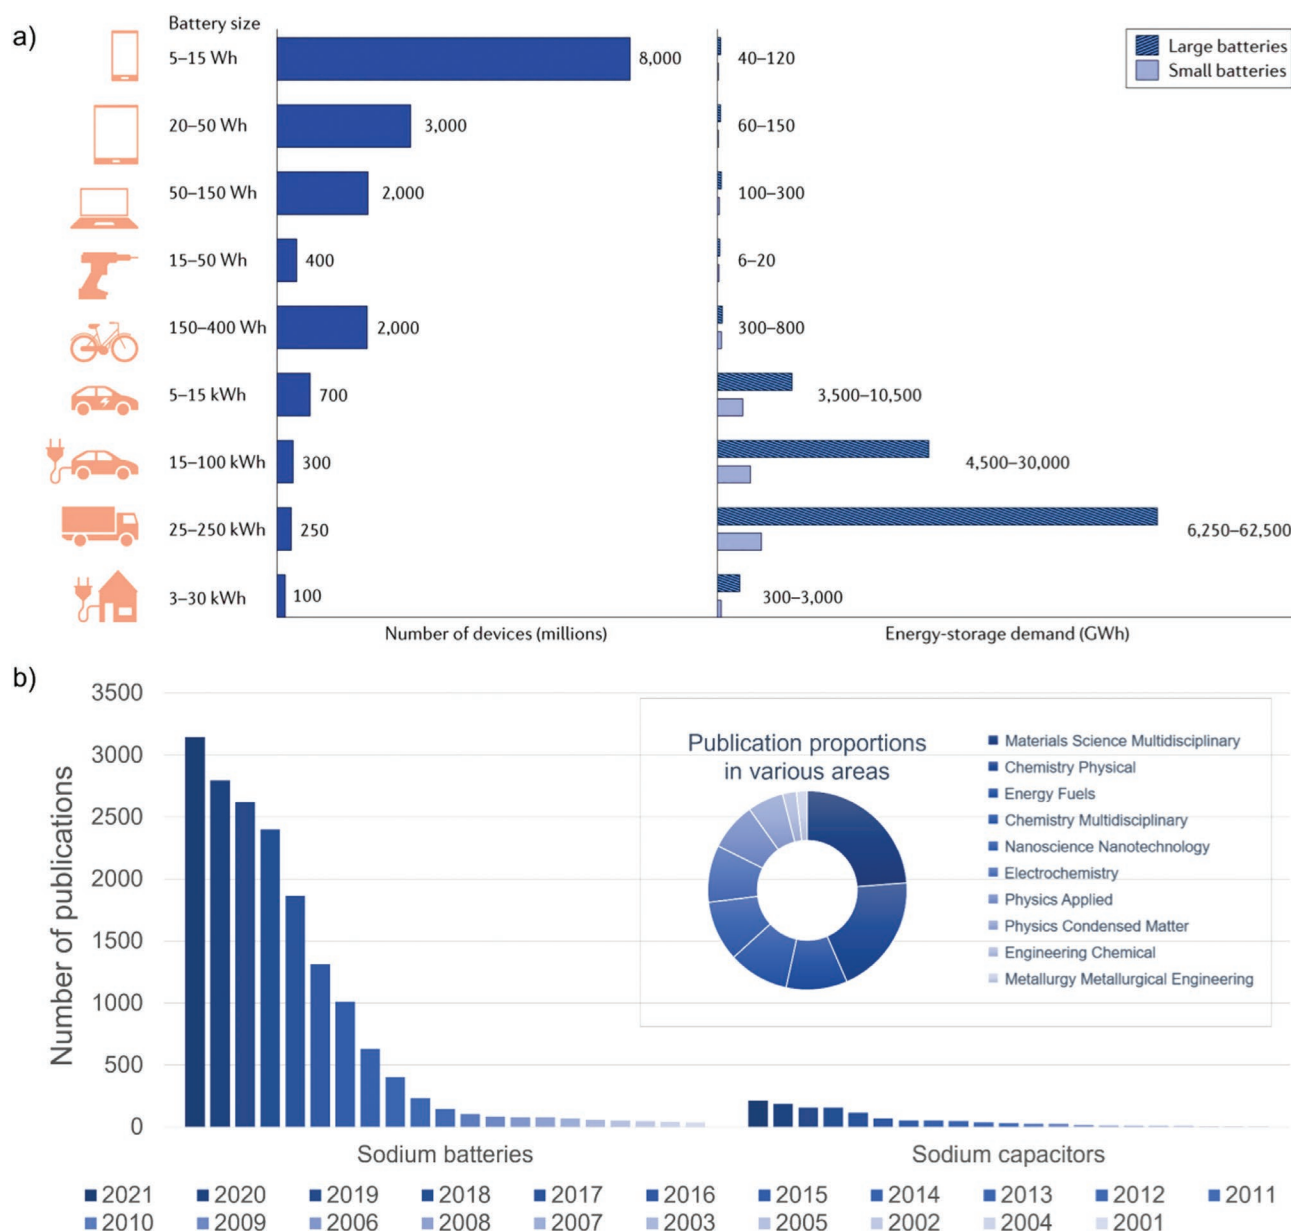 a)
Battery size
Large batteries
Small batteries
5–15 Wh 8,000 40–120
20–50 Wh 3,000 60–150
50–150 Wh 2,000 100–300
15–50 Wh 400 6–20
150–400 Wh 2,000 300–800
5–15 kWh 700 3,500–10,500
15–100 kWh 300 4,500–30,000
25–250 kWh 250 6,250–62,500
3–30 kWh 100 300–3,000
Number of devices (millions) Energy-storage demand (GWh)
b)
Number of publications
3500
3000
2500
2000
1500
1000
500
0
Publication proportions
in various areas
Materials Science Multidisciplinary
Chemistry Physical
Energy Fuels
Chemistry Multidisciplinary
Nanoscience Nanotechnology
Electrochemistry
Physics Applied
Physics Condensed Matter
Engineering Chemical
Metallurgy Metallurgical Engineering
Sodium batteries Sodium capacitors
2021 2020 2019 2018 2017 2016 2015 2014 2013 2012 2011
2010 2009 2006 2008 2007 2003 2005 2002 2004 2001